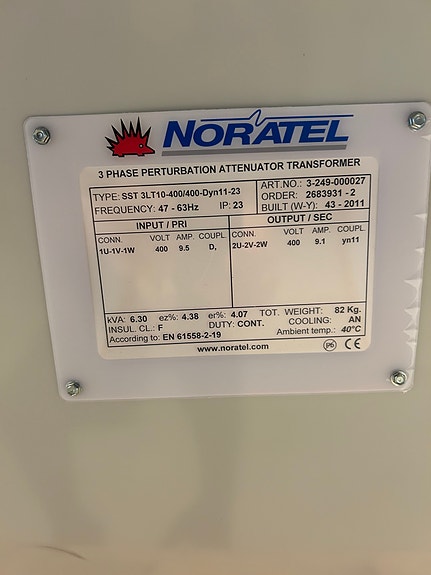 NORATEL
3 PHASE PERTURBATION ATTENUATOR TRANSFORMER
TYPE: SST 3LT10-400/400-Dyn11-23
FREQUENCY: 47 - 63Hz IP: 23
ART.NO.: 3-249-000027
ORDER: 2683931 - 2
BUILT (W-Y): 43 - 2011
INPUT / PRI OUTPUT / SEC
CONN. VOLT AMP. COUPL. CONN. VOLT AMP. COUPL.
1U-1V-1W 400 9.5 D, 2U-2V-2W 400 9.1 yn11
kVA: 6.30 ez%: 4.38 er%: 4.07 TOT. WEIGHT: 82 Kg.
INSUL. CL.: F DUTY: CONT. COOLING: AN
According to: EN 61558-2-19 Ambient temp.: 40°C
www.noratel.com P6 CE